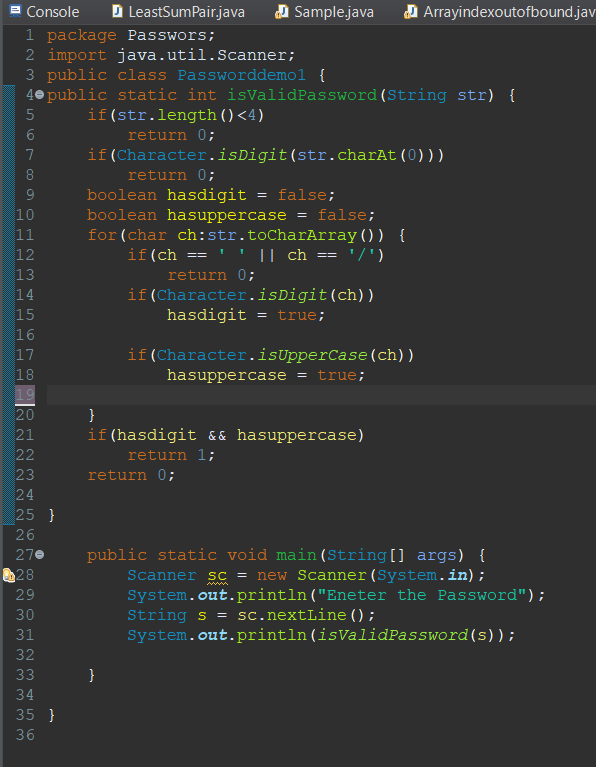 Console LeastSumPair.java Sample.java Arrayindexoutofbound.jav
1 package Passwors;
2 import java.util.Scanner;
3 public class Passworddemo1 {
4 public static int isValidPassword(String str) {
5     if(str.length()<4)
6         return 0;
7     if(Character.isDigit(str.charAt(0)))
8         return 0;
9     boolean hasdigit = false;
10     boolean hasuppercase = false;
11     for(char ch:str.toCharArray()) {
12         if(ch == ' ' || ch == '/')
13             return 0;
14         if(Character.isDigit(ch))
15             hasdigit = true;
16
17         if(Character.isUpperCase(ch))
18             hasuppercase = true;
19
20     }
21     if(hasdigit && hasuppercase)
22         return 1;
23     return 0;
24
25 }
26
27     public static void main(String[] args) {
28         Scanner sc = new Scanner(System.in);
29         System.out.println("Eneter the Password");
30         String s = sc.nextLine();
31         System.out.println(isValidPassword(s));
32
33     }
34
35 }
36